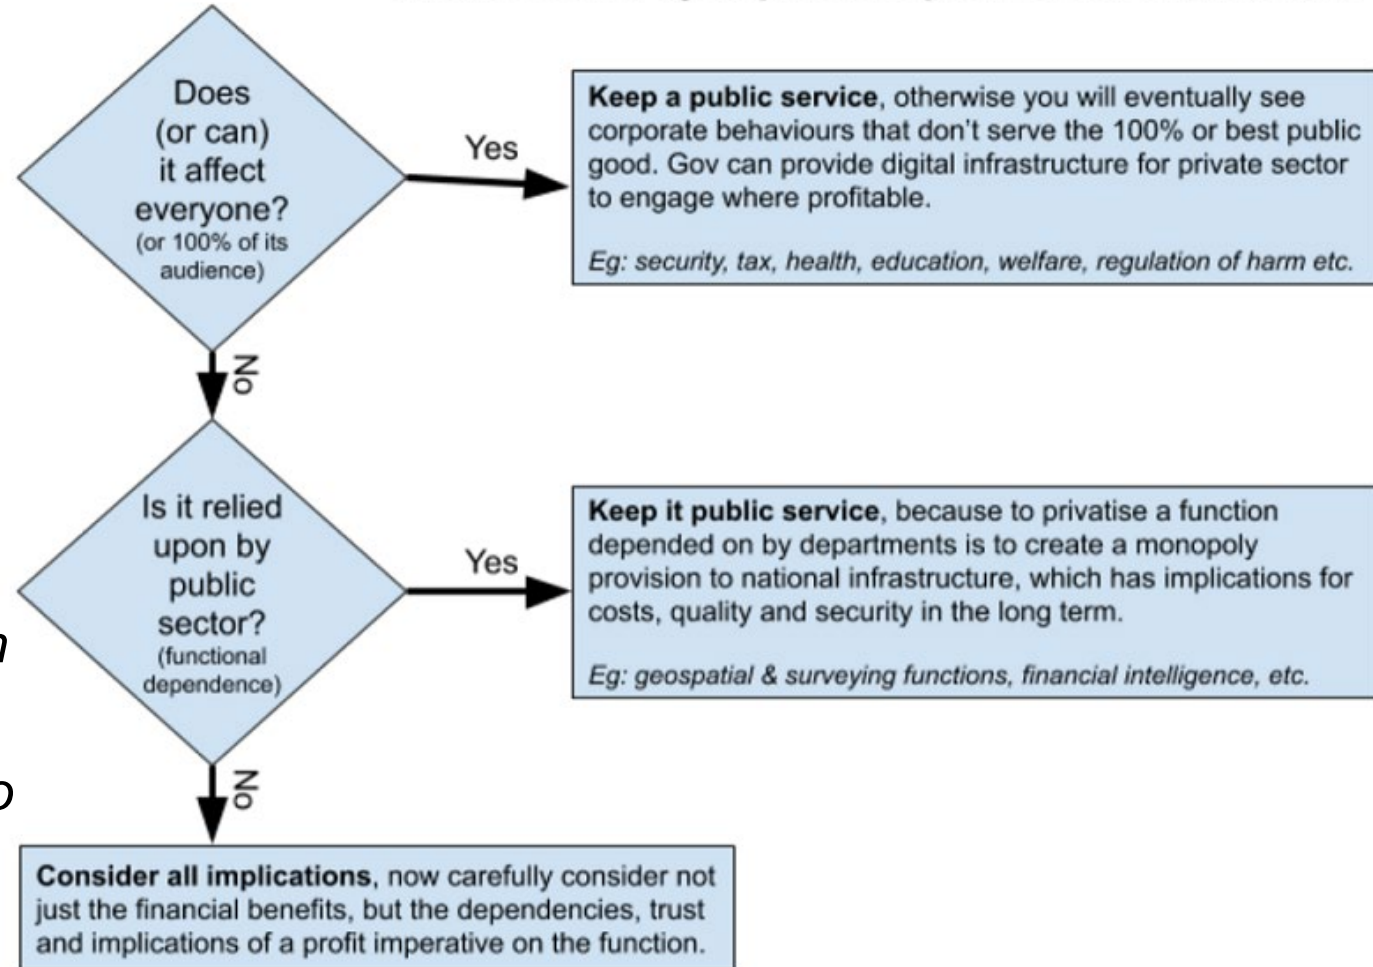 Does
(or can)
it affect
everyone?
(or 100% of its
audience)
Yes
Keep a public service, otherwise you will eventually see
corporate behaviours that don't serve the 100% or best public
good. Gov can provide digital infrastructure for private sector
to engage where profitable.
Eg: security, tax, health, education, welfare, regulation of harm etc.
No
Is it relied
upon by
public
sector?
(functional
dependence)
Yes
Keep it public service, because to privatise a function
depended on by departments is to create a monopoly
provision to national infrastructure, which has implications for
costs, quality and security in the long term.
Eg: geospatial & surveying functions, financial intelligence, etc.
No
Consider all implications, now carefully consider not
just the financial benefits, but the dependencies, trust
and implications of a profit imperative on the function.